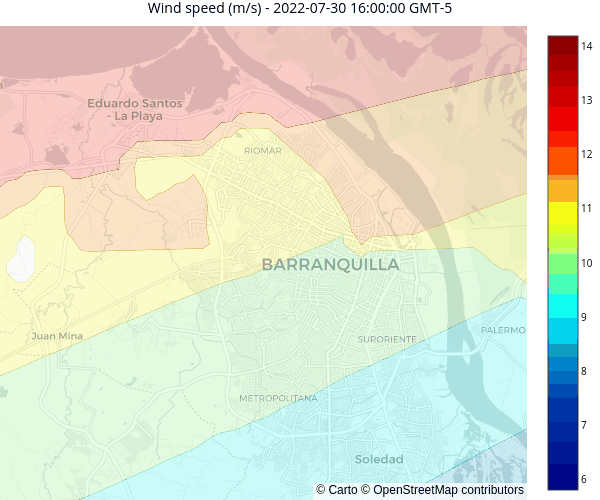 Wind speed (m/s) - 2022-07-30 16:00:00 GMT-5
14
Eduardo Santos
- La Playa
13
RIOMAR
12
11
BARRANQUILLA
10
9
PALERMO
Juan Mina
SURORIENTE
8
METROPOLITANA
7
Soledad
6
© Carto © OpenStreetMap contributors